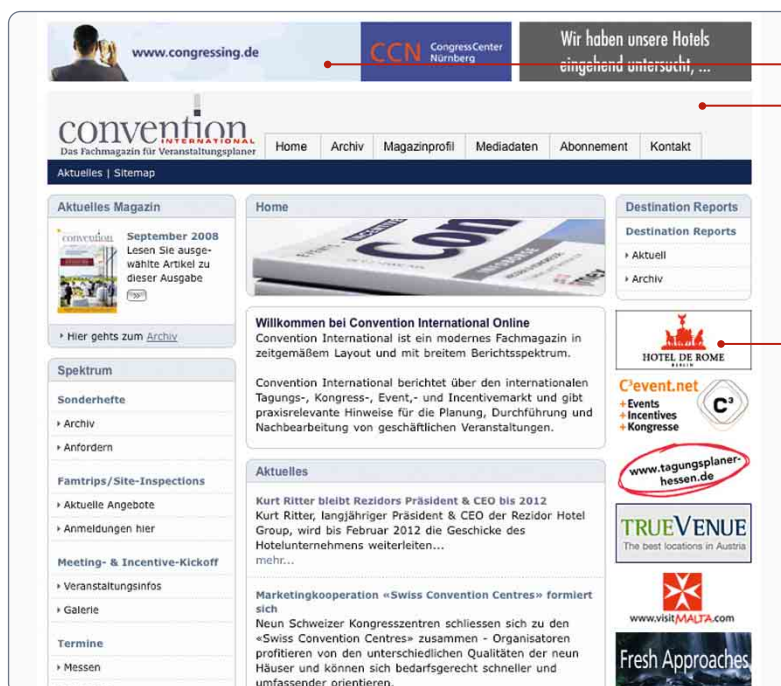 www.congressing.de
CCN CongressCenter
Nürnberg
Wir haben unsere Hotels
eingehend untersucht, ...
convention
INTERNATIONAL
Das Fachmagazin für Veranstaltungsplaner
Home Archiv Magazinprofil Mediadaten Abonnement Kontakt
Aktuelles | Sitemap
Aktuelles Magazin
convention
September 2008
Lesen Sie ausge-
wählte Artikel zu
dieser Ausgabe
Hier gehts zum Archiv
Spektrum
Sonderhefte
Archiv
Anfordern
Famtrips/Site-Inspections
Aktuelle Angebote
Anmeldungen hier
Meeting- & Incentive-Kickoff
Veranstaltungsinfos
Galerie
Termine
Messen
Home
Con
Willkommen bei Convention International Online
Convention International ist ein modernes Fachmagazin in
zeitgemäßem Layout und mit breitem Berichtsspektrum.
Convention International berichtet über den internationalen
Tagungs-, Kongress-, Event,- und Incentivemarkt und gibt
praxisrelevante Hinweise für die Planung, Durchführung und
Nachbearbeitung von geschäftlichen Veranstaltungen.
Aktuelles
Kurt Ritter bleibt Rezidors Präsident & CEO bis 2012
Kurt Ritter, langjähriger Präsident & CEO der Rezidor Hotel
Group, wird bis Februar 2012 die Geschicke des
Hotelunternehmens weiterleiten...
mehr...
Marketingkooperation «Swiss Convention Centres» formiert
sich
Neun Schweizer Kongresszentren schliessen sich zu den
«Swiss Convention Centres» zusammen - Organisatoren
profitieren von den unterschiedlichen Qualitäten der neun
Häuser und können sich bedarfsgerecht schneller und
umfassender orientieren.
Destination Reports
Destination Reports
Aktuell
Archiv
HOTEL DE ROME
BERLIN
C³event.net
+Events
+Incentives
+Kongresse
C³
www.tagungsplaner-
hessen.de
TRUEVENUE
The best locations in Austria
www.visitMALTA.com
Fresh Approaches